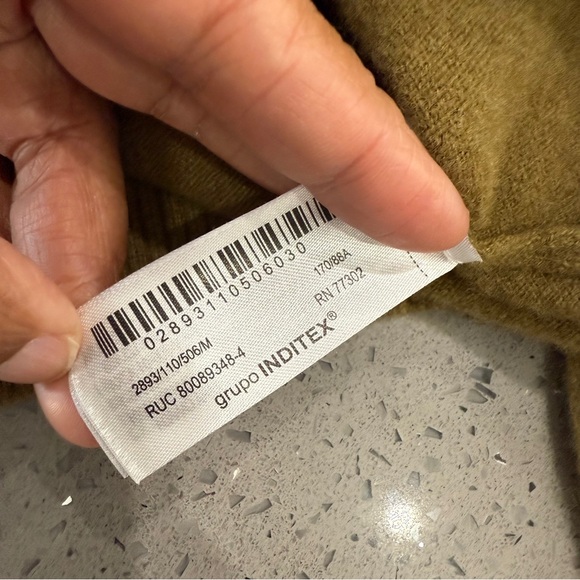 02893110506030
2893/110/506/M 170/88A
RUC 80089348-4 RN 77302
grupo INDITEX®